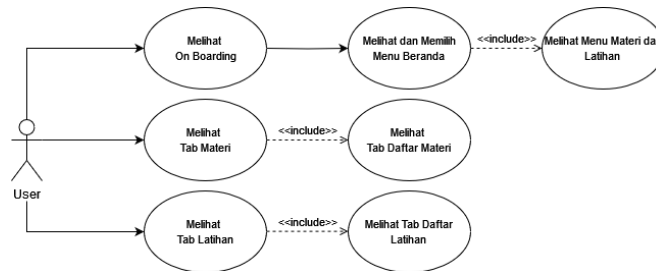 Melihat
On Boarding
Melihat dan Memilih
Menu Beranda
<<include>>
Melihat Menu Materi da
Latihan
Melihat
Tab Materi
<<include>>
Melihat
Tab Daftar Materi
User
Melihat
Tab Latihan
<<include>>
Melihat Tab Daftar
Latihan